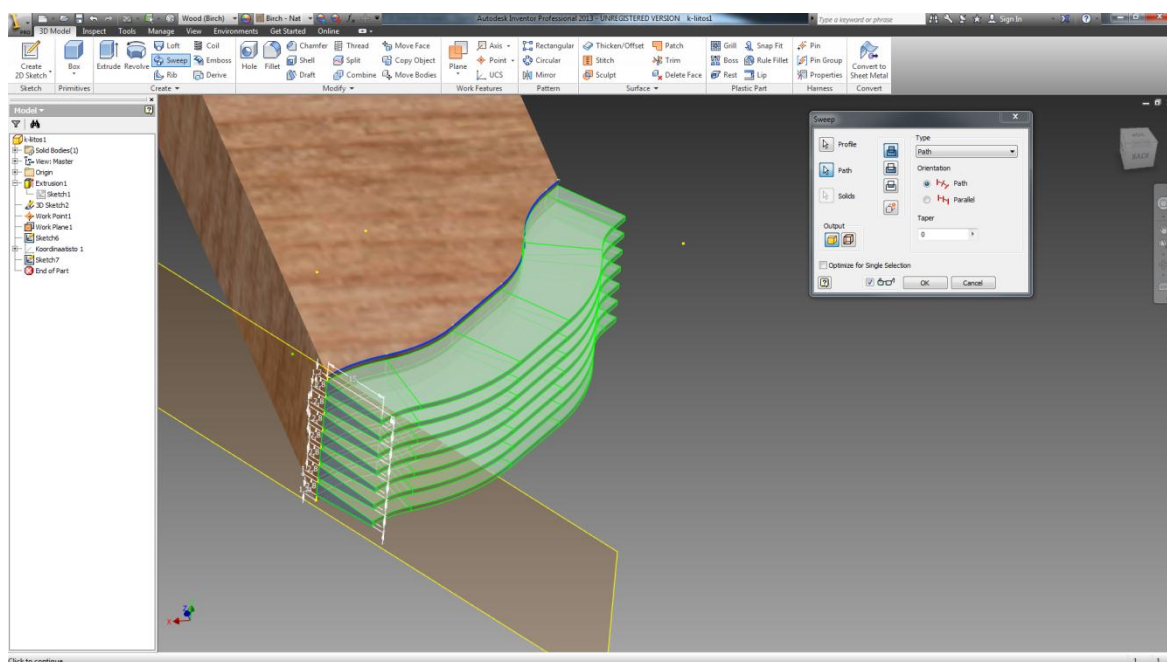 Wood (Birch) Birch - Nat Autodesk Inventor Professional 2013 - UNREGISTERED VERSION k-liitos1 Type a keyword or phrase Sign In
PRO 3D Model Inspect Tools Manage View Environments Get Started Online
Create 2D Sketch
Box
Extrude Revolve
Loft Coil
Sweep Emboss
Rib Derive
Hole Fillet
Chamfer Thread Move Face
Shell Split Copy Object
Draft Combine Move Bodies
Plane
Axis
Point
UCS
Rectangular
Circular
Mirror
Thicken/Offset Patch
Stitch Trim
Sculpt Delete Face
Grill Snap Fit
Boss Rule Fillet
Rest Lip
Pin
Pin Group
Properties
Convert to Sheet Metal
Sketch Primitives Create Modify Work Features Pattern Surface Plastic Part Harness Convert
Model
k-liitos1
Solid Bodies(1)
View: Master
Origin
Extrusion1
Sketch1
3D Sketch2
Work Point1
Work Plane1
Sketch6
Koordinaatisto 1
Sketch7
End of Part
Sweep
Profile
Path
Solids
Output
Type
Path
Orientation
Path
Parallel
Taper
0
Optimize for Single Selection
OK Cancel
BACK
X
Z
Click to continue
1 1